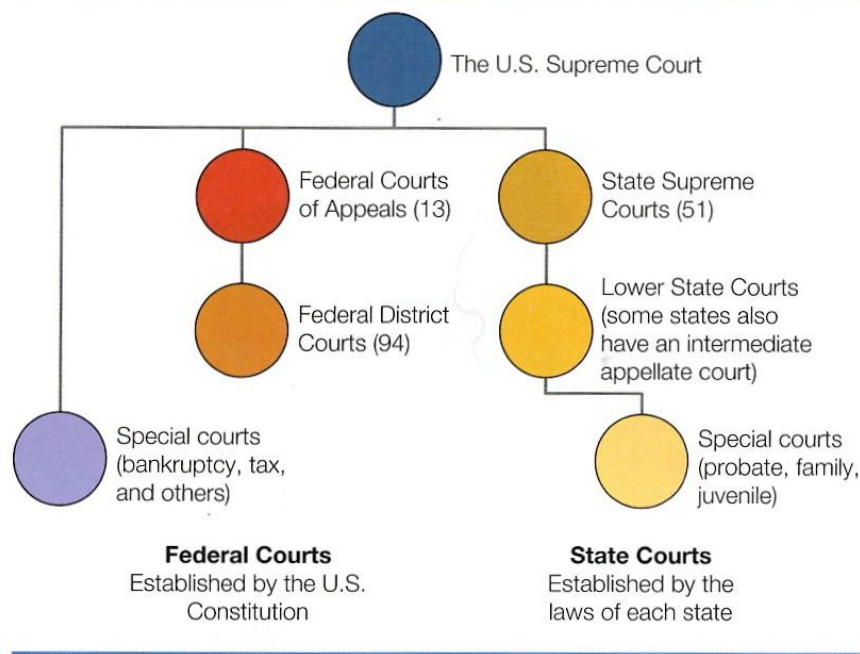 The U.S. Supreme Court
Federal Courts
of Appeals (13)
State Supreme
Courts (51)
Federal District
Courts (94)
Lower State Courts
(some states also
have an intermediate
appellate court)
Special courts
(bankruptcy, tax,
and others)
Special courts
(probate, family,
juvenile)
Federal Courts
Established by the U.S.
Constitution
State Courts
Established by the
laws of each state